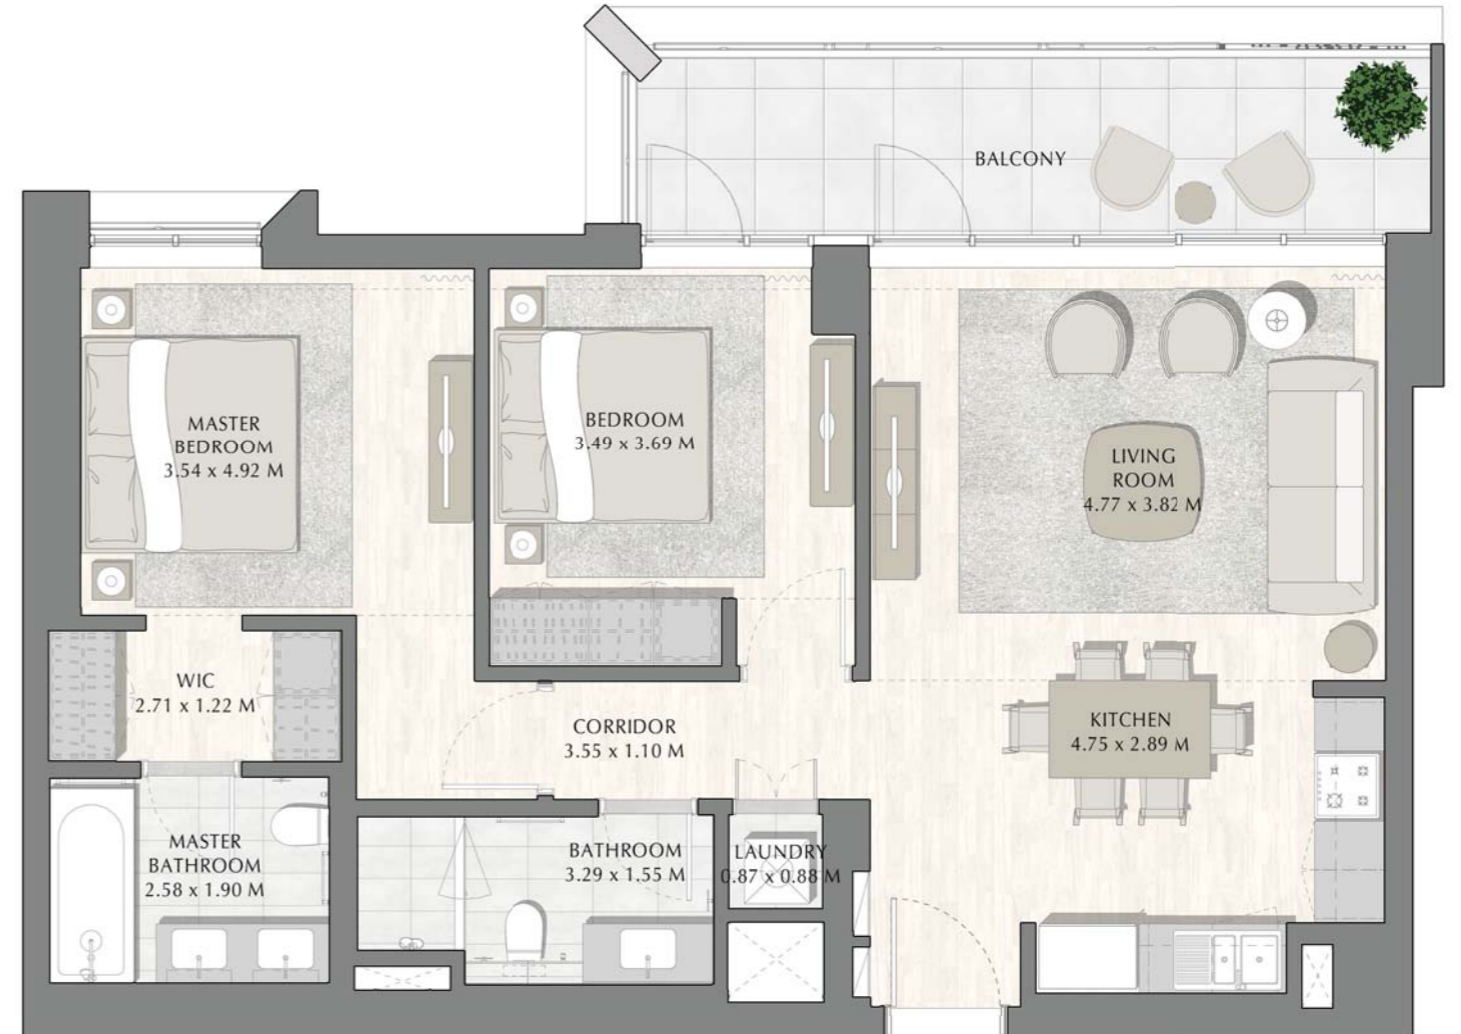 BALCONY
MASTER
BEDROOM
3.54 x 4.92 M
BEDROOM
3.49 x 3.69 M
LIVING
ROOM
4.77 x 3.82 M
WIC
2.71 x 1.22 M
CORRIDOR
3.55 x 1.10 M
KITCHEN
4.75 x 2.89 M
MASTER
BATHROOM
2.58 x 1.90 M
BATHROOM
3.29 x 1.55 M
LAUNDRY
0.87 x 0.88 M